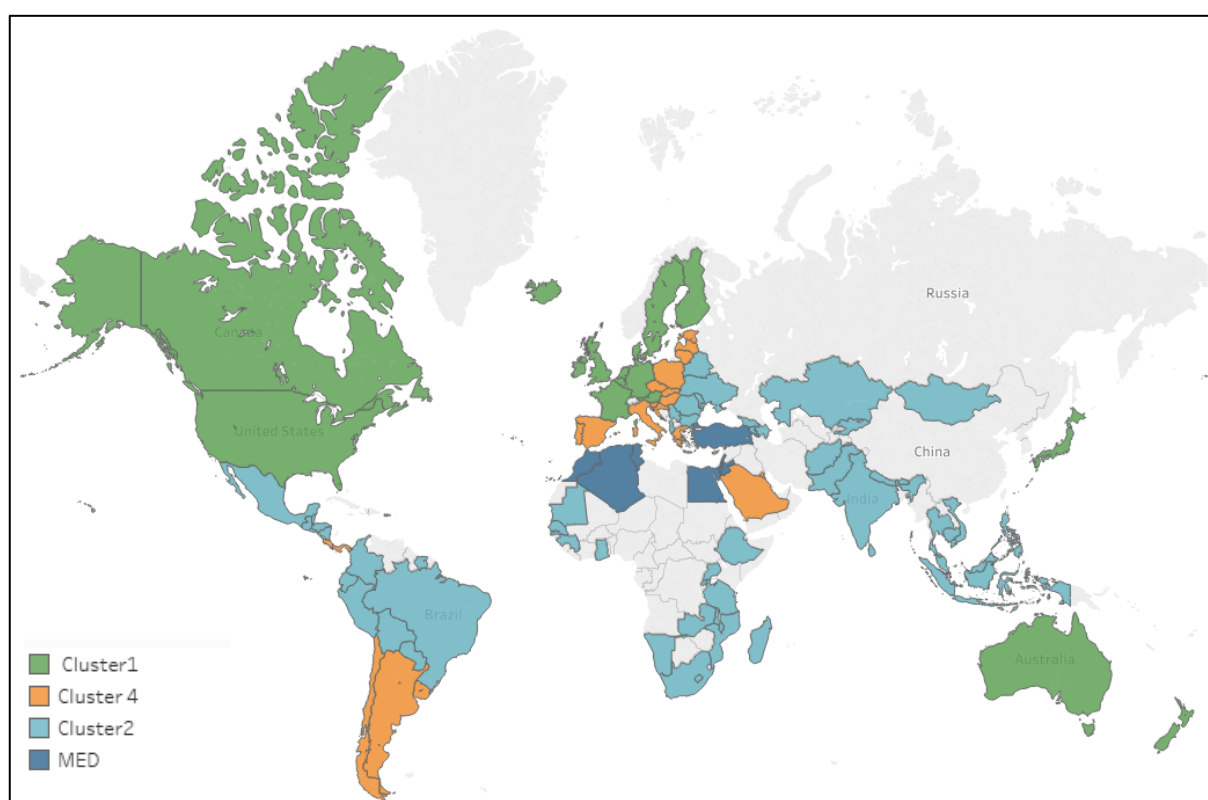 Russia
Canada
United States
China
India
Brazil
Australia
Cluster1
Cluster 4
Cluster2
MED